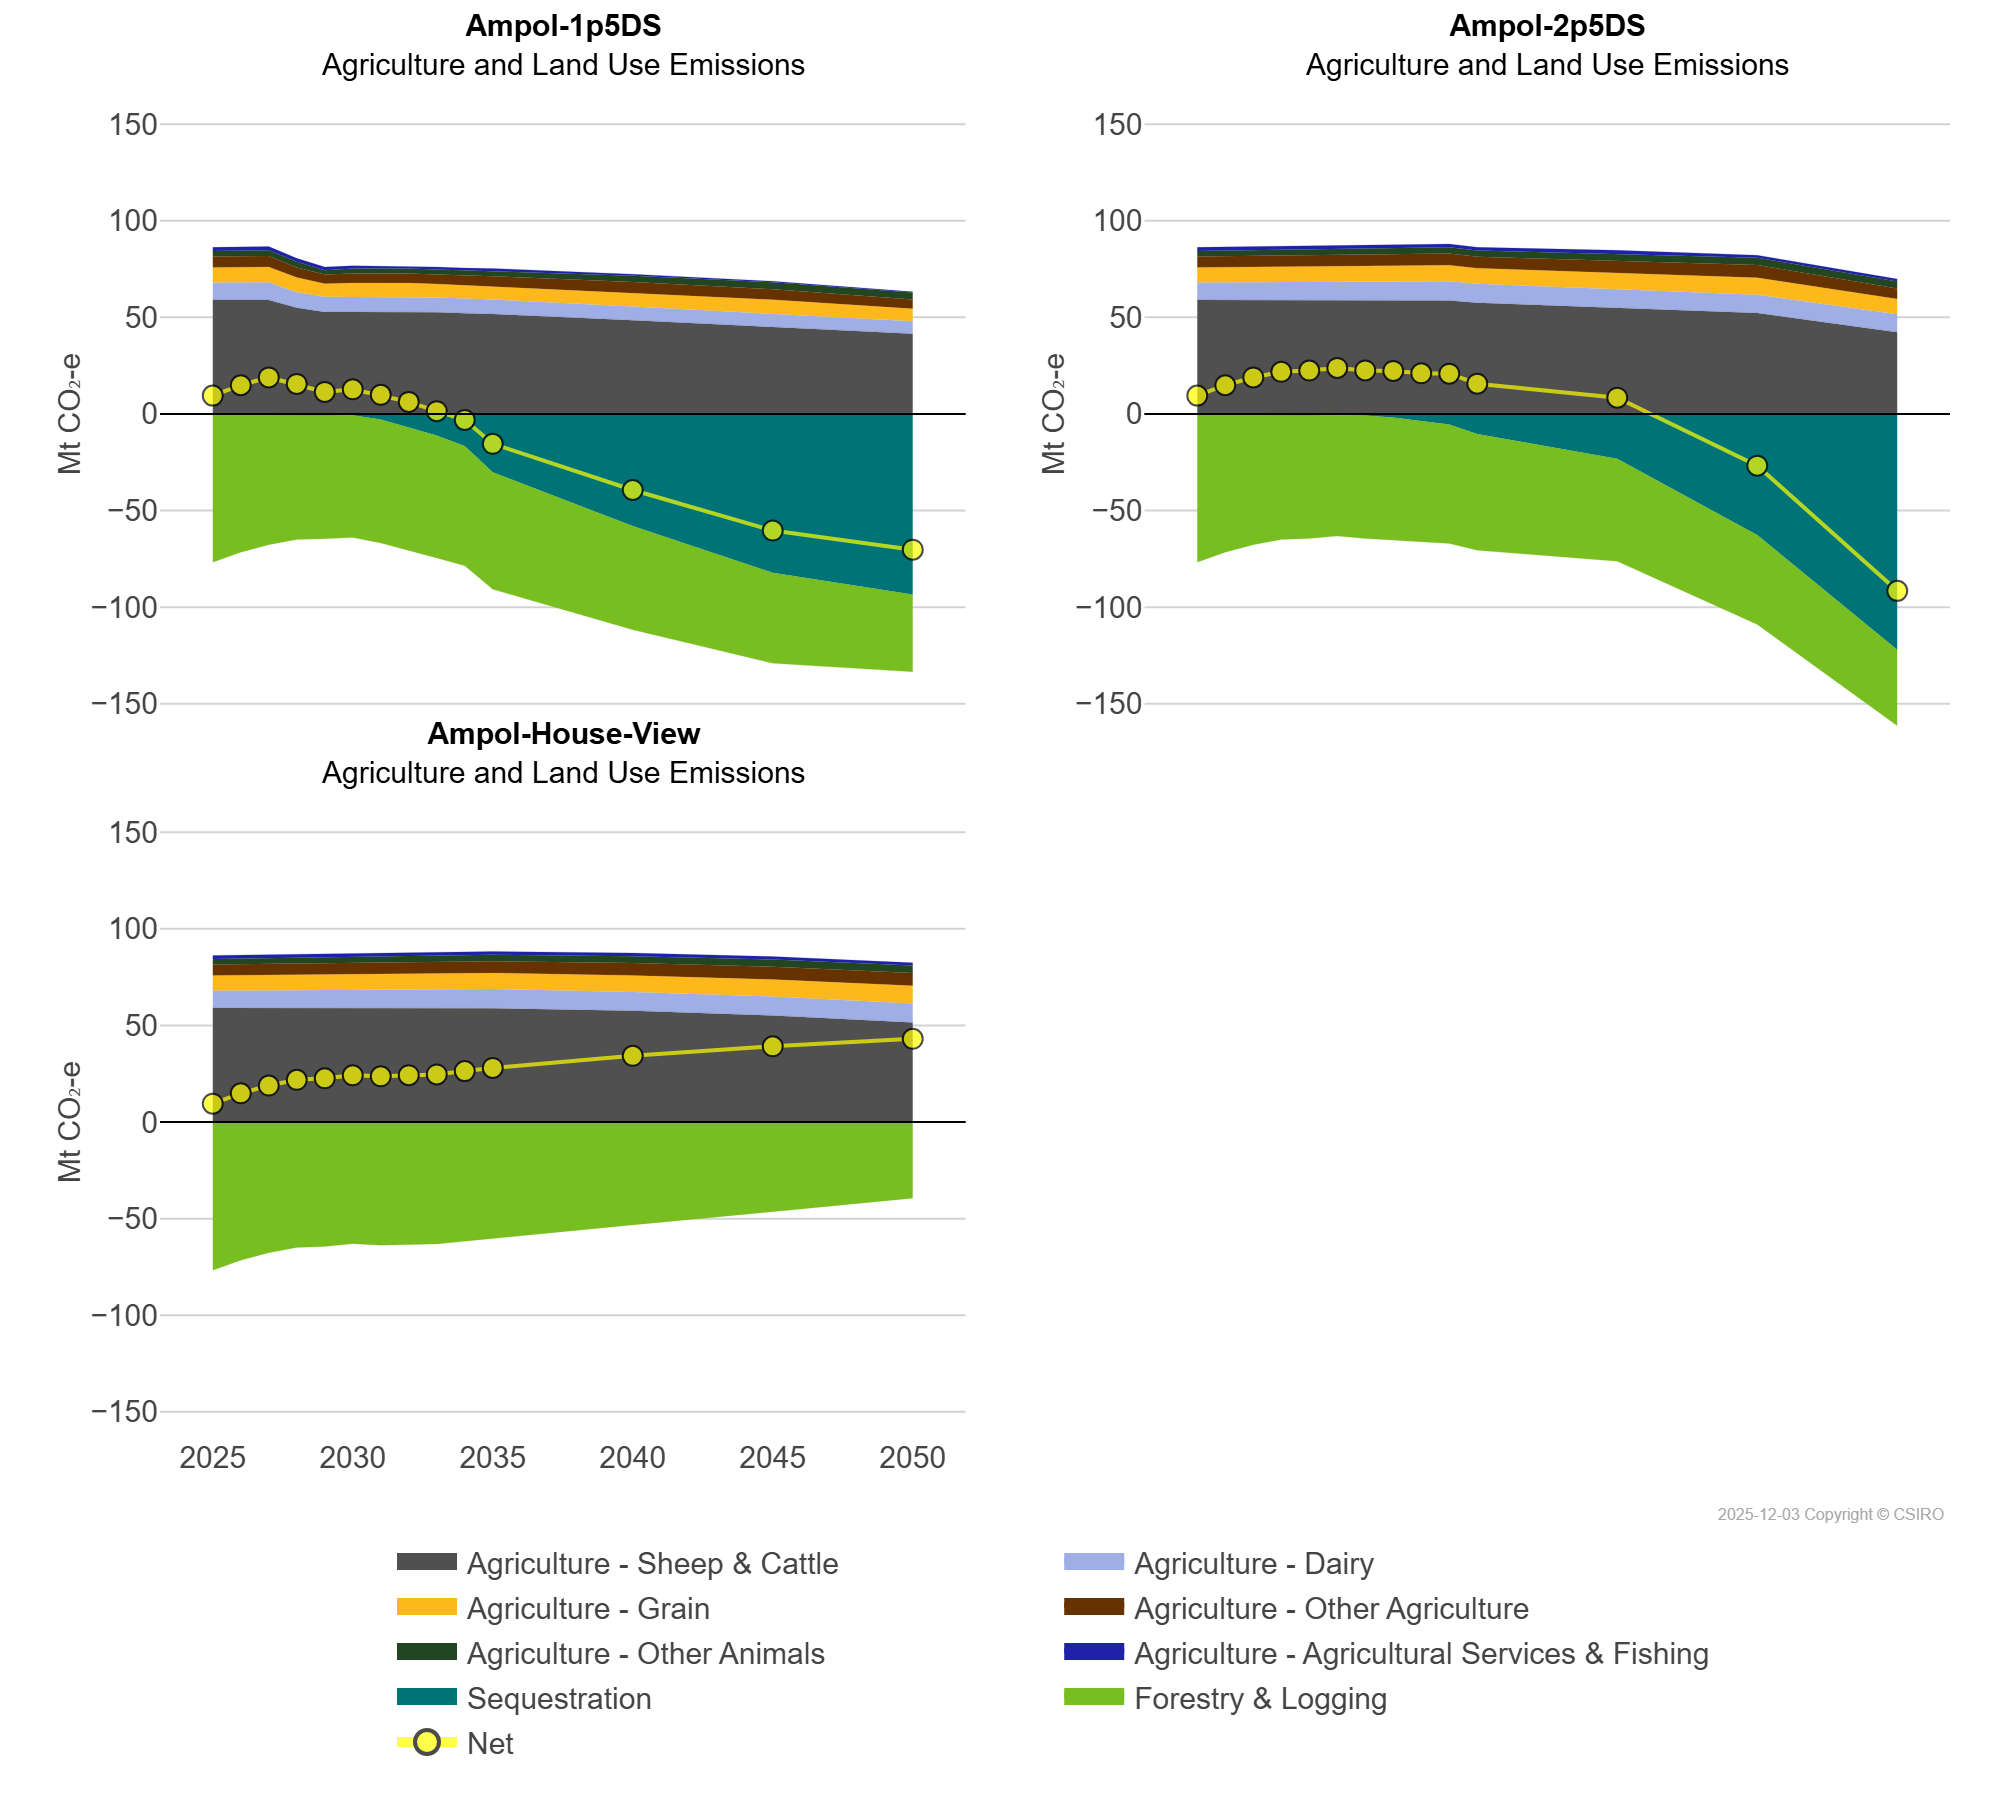 Ampol-1p5DS
Agriculture and Land Use Emissions
150
100
50
0
−50
−100
−150
Mt CO₂-e
Ampol-2p5DS
Agriculture and Land Use Emissions
150
100
50
0
−50
−100
−150
Mt CO₂-e
Ampol-House-View
Agriculture and Land Use Emissions
150
100
50
0
−50
−100
−150
Mt CO₂-e
2025 2030 2035 2040 2045 2050
2025-12-03 Copyright © CSIRO
Agriculture - Sheep & Cattle
Agriculture - Dairy
Agriculture - Grain
Agriculture - Other Agriculture
Agriculture - Other Animals
Agriculture - Agricultural Services & Fishing
Sequestration
Forestry & Logging
Net